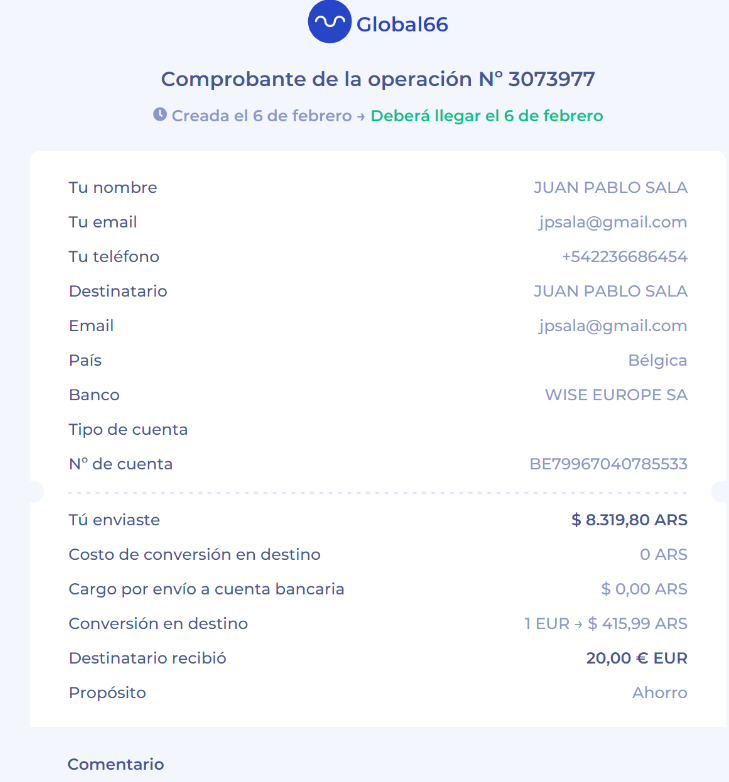 Global66
Comprobante de la operación Nº 3073977
Creada el 6 de febrero → Deberá llegar el 6 de febrero
Tu nombre JUAN PABLO SALA
Tu email jpsala@gmail.com
Tu teléfono +542236686454
Destinatario JUAN PABLO SALA
Email jpsala@gmail.com
País Bélgica
Banco WISE EUROPE SA
Tipo de cuenta
Nº de cuenta BE79967040785533
Tú enviaste $ 8.319,80 ARS
Costo de conversión en destino 0 ARS
Cargo por envío a cuenta bancaria $ 0,00 ARS
Conversión en destino 1 EUR → $ 415,99 ARS
Destinatario recibió 20,00 € EUR
Propósito Ahorro
Comentario